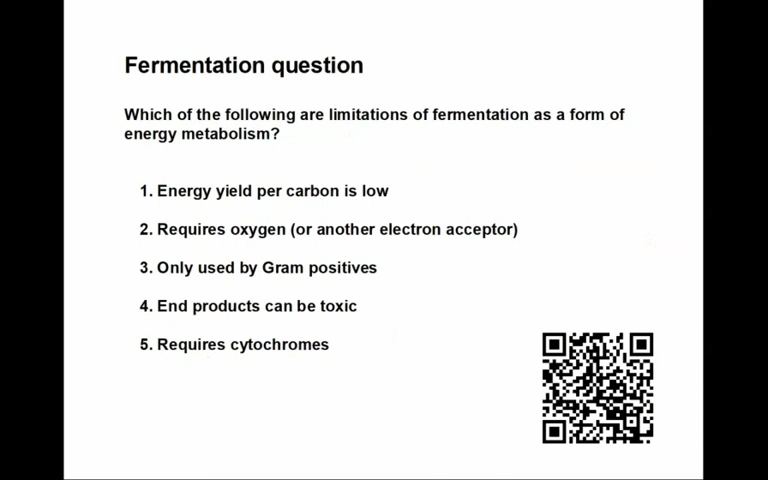 Fermentation question
Which of the following are limitations of fermentation as a form of
energy metabolism?
1. Energy yield per carbon is low
2. Requires oxygen (or another electron acceptor)
3. Only used by Gram positives
4. End products can be toxic
5. Requires cytochromes